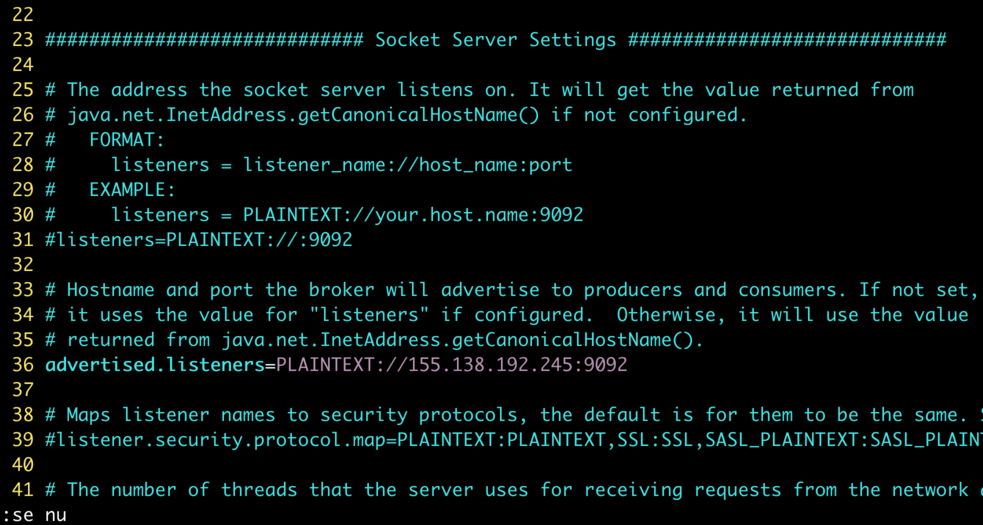 22
23 ############################# Socket Server Settings #############################
24
25 # The address the socket server listens on. It will get the value returned from
26 # java.net.InetAddress.getCanonicalHostName() if not configured.
27 #   FORMAT:
28 #     listeners = listener_name://host_name:port
29 #   EXAMPLE:
30 #     listeners = PLAINTEXT://your.host.name:9092
31 #listeners=PLAINTEXT://:9092
32
33 # Hostname and port the broker will advertise to producers and consumers. If not set,
34 # it uses the value for "listeners" if configured.  Otherwise, it will use the value
35 # returned from java.net.InetAddress.getCanonicalHostName().
36 advertised.listeners=PLAINTEXT://155.138.192.245:9092
37
38 # Maps listener names to security protocols, the default is for them to be the same. S
39 #listener.security.protocol.map=PLAINTEXT:PLAINTEXT,SSL:SSL,SASL_PLAINTEXT:SASL_PLAINT
40
41 # The number of threads that the server uses for receiving requests from the network
:se nu